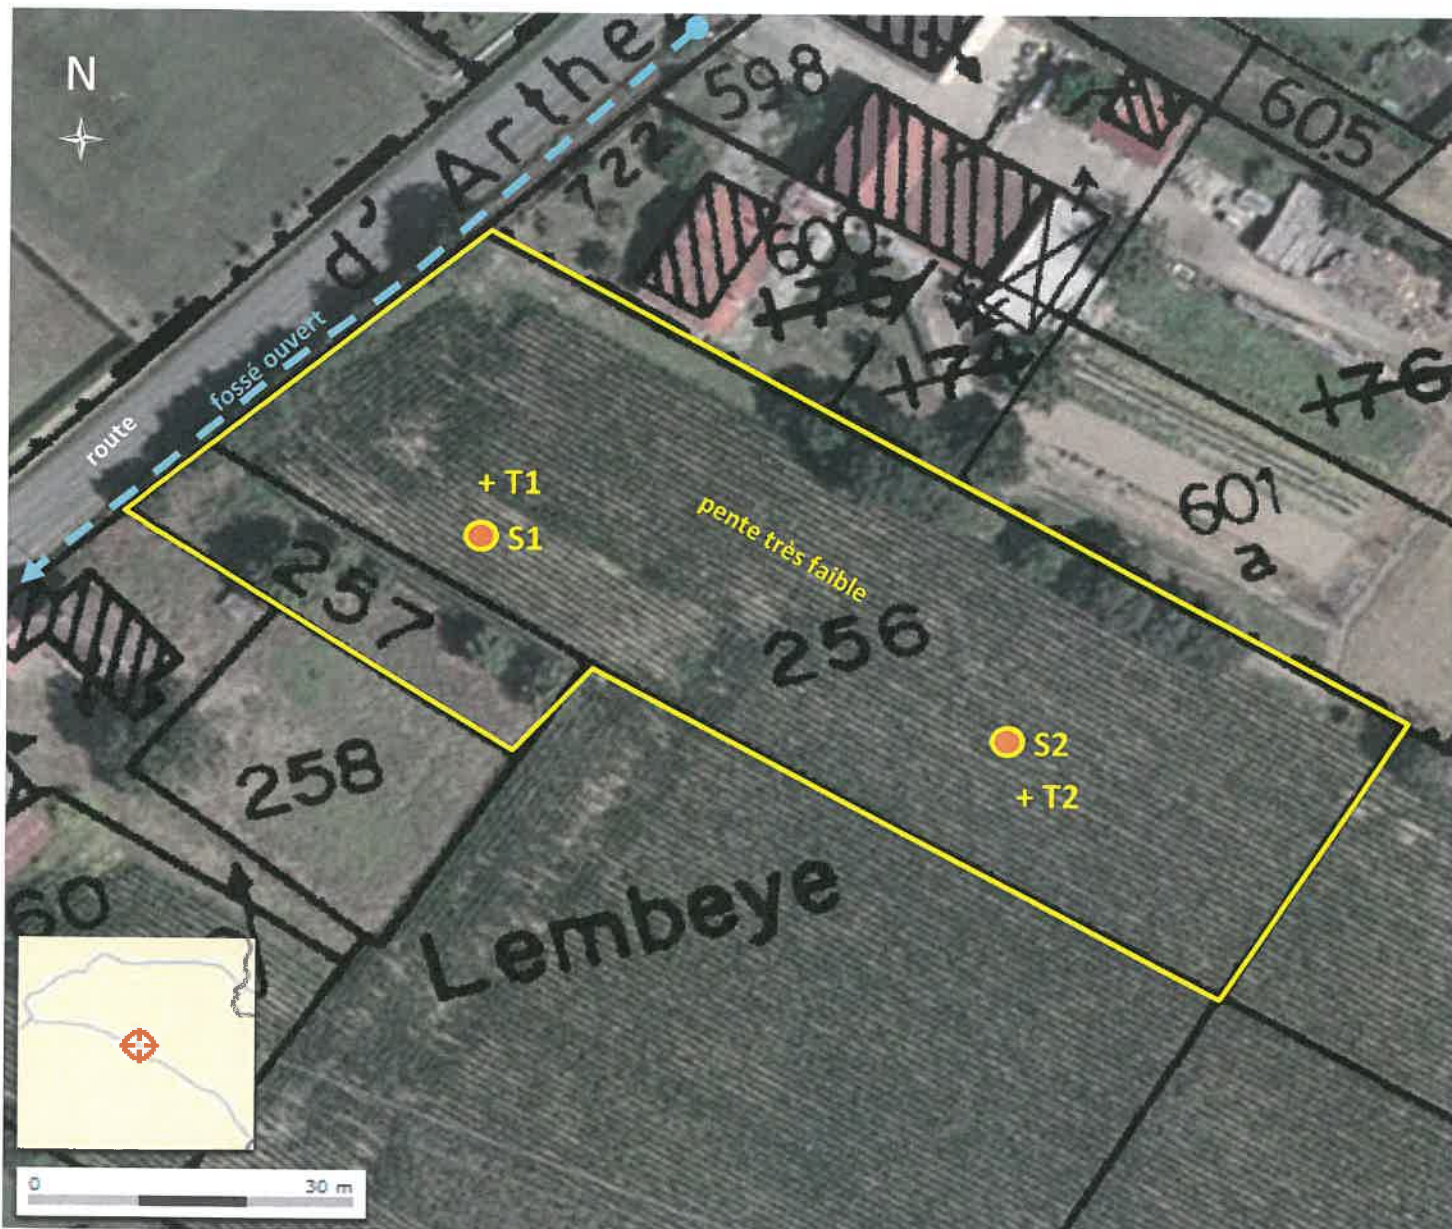 N
d'Arthe
598
605
722
600
175
174
176
601
a
fossé ouvert
route
+ T1
S1
pente très faible
257
256
S2
+ T2
258
Lembeye
60
0 30 m